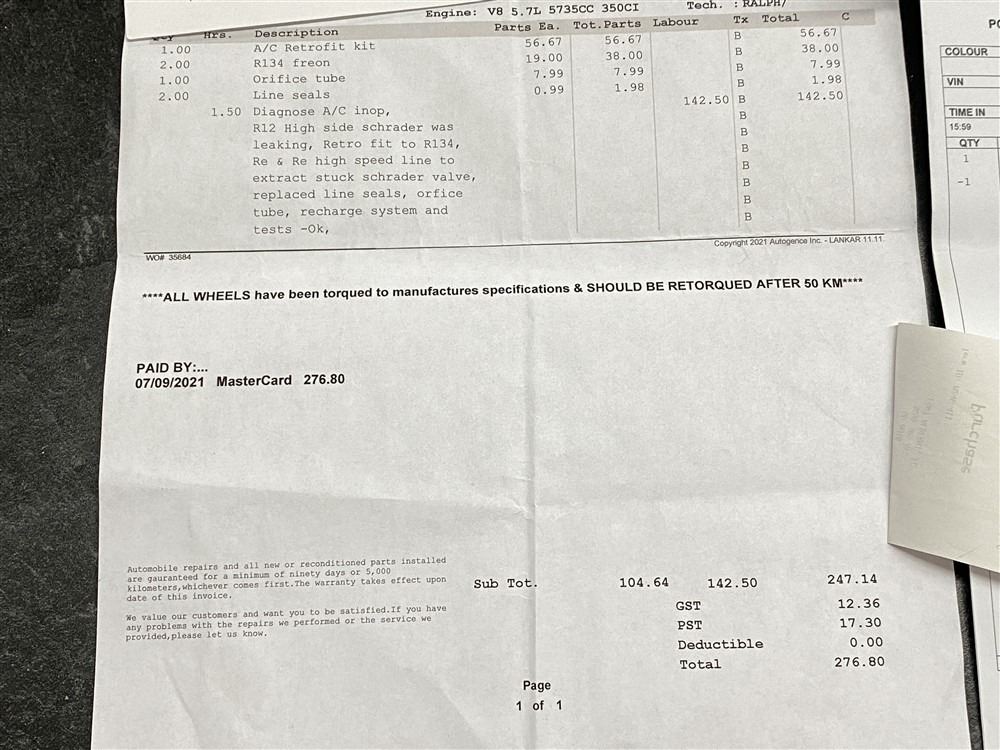 Engine: V8 5.7L 5735CC 350CI Tech. : RALPH/
Hrs. Description Parts Ea. Tot.Parts Labour Tx Total C
1.00 A/C Retrofit kit 56.67 56.67 B 56.67
2.00 R134 freon 19.00 38.00 B 38.00
1.00 Orifice tube 7.99 7.99 B 7.99
2.00 Line seals 0.99 1.98 B 1.98
1.50 Diagnose A/C inop, 142.50 B 142.50
R12 High side schrader was B
leaking, Retro fit to R134, B
Re & Re high speed line to B
extract stuck schrader valve, B
replaced line seals, orfice B
tube, recharge system and B
tests -Ok, B
WO# 35684
Copyright 2021 Autogence Inc. - LANKAR 11.11
****ALL WHEELS have been torqued to manufactures specifications & SHOULD BE RETORQUED AFTER 50 KM****
PAID BY:...
07/09/2021 MasterCard 276.80
Automobile repairs and all new or reconditioned parts installed
are gauranteed for a minimum of ninety days or 5,000
kilometers,whichever comes first.The warranty takes effect upon
date of this invoice.
We value our customers and want you to be satisfied.If you have
any problems with the repairs we performed or the service we
provided,please let us know.
Sub Tot. 104.64 142.50 247.14
GST 12.36
PST 17.30
Deductible 0.00
Total 276.80
Page
1 of 1
COLOUR
VIN
TIME IN
15:59
QTY
1
-1